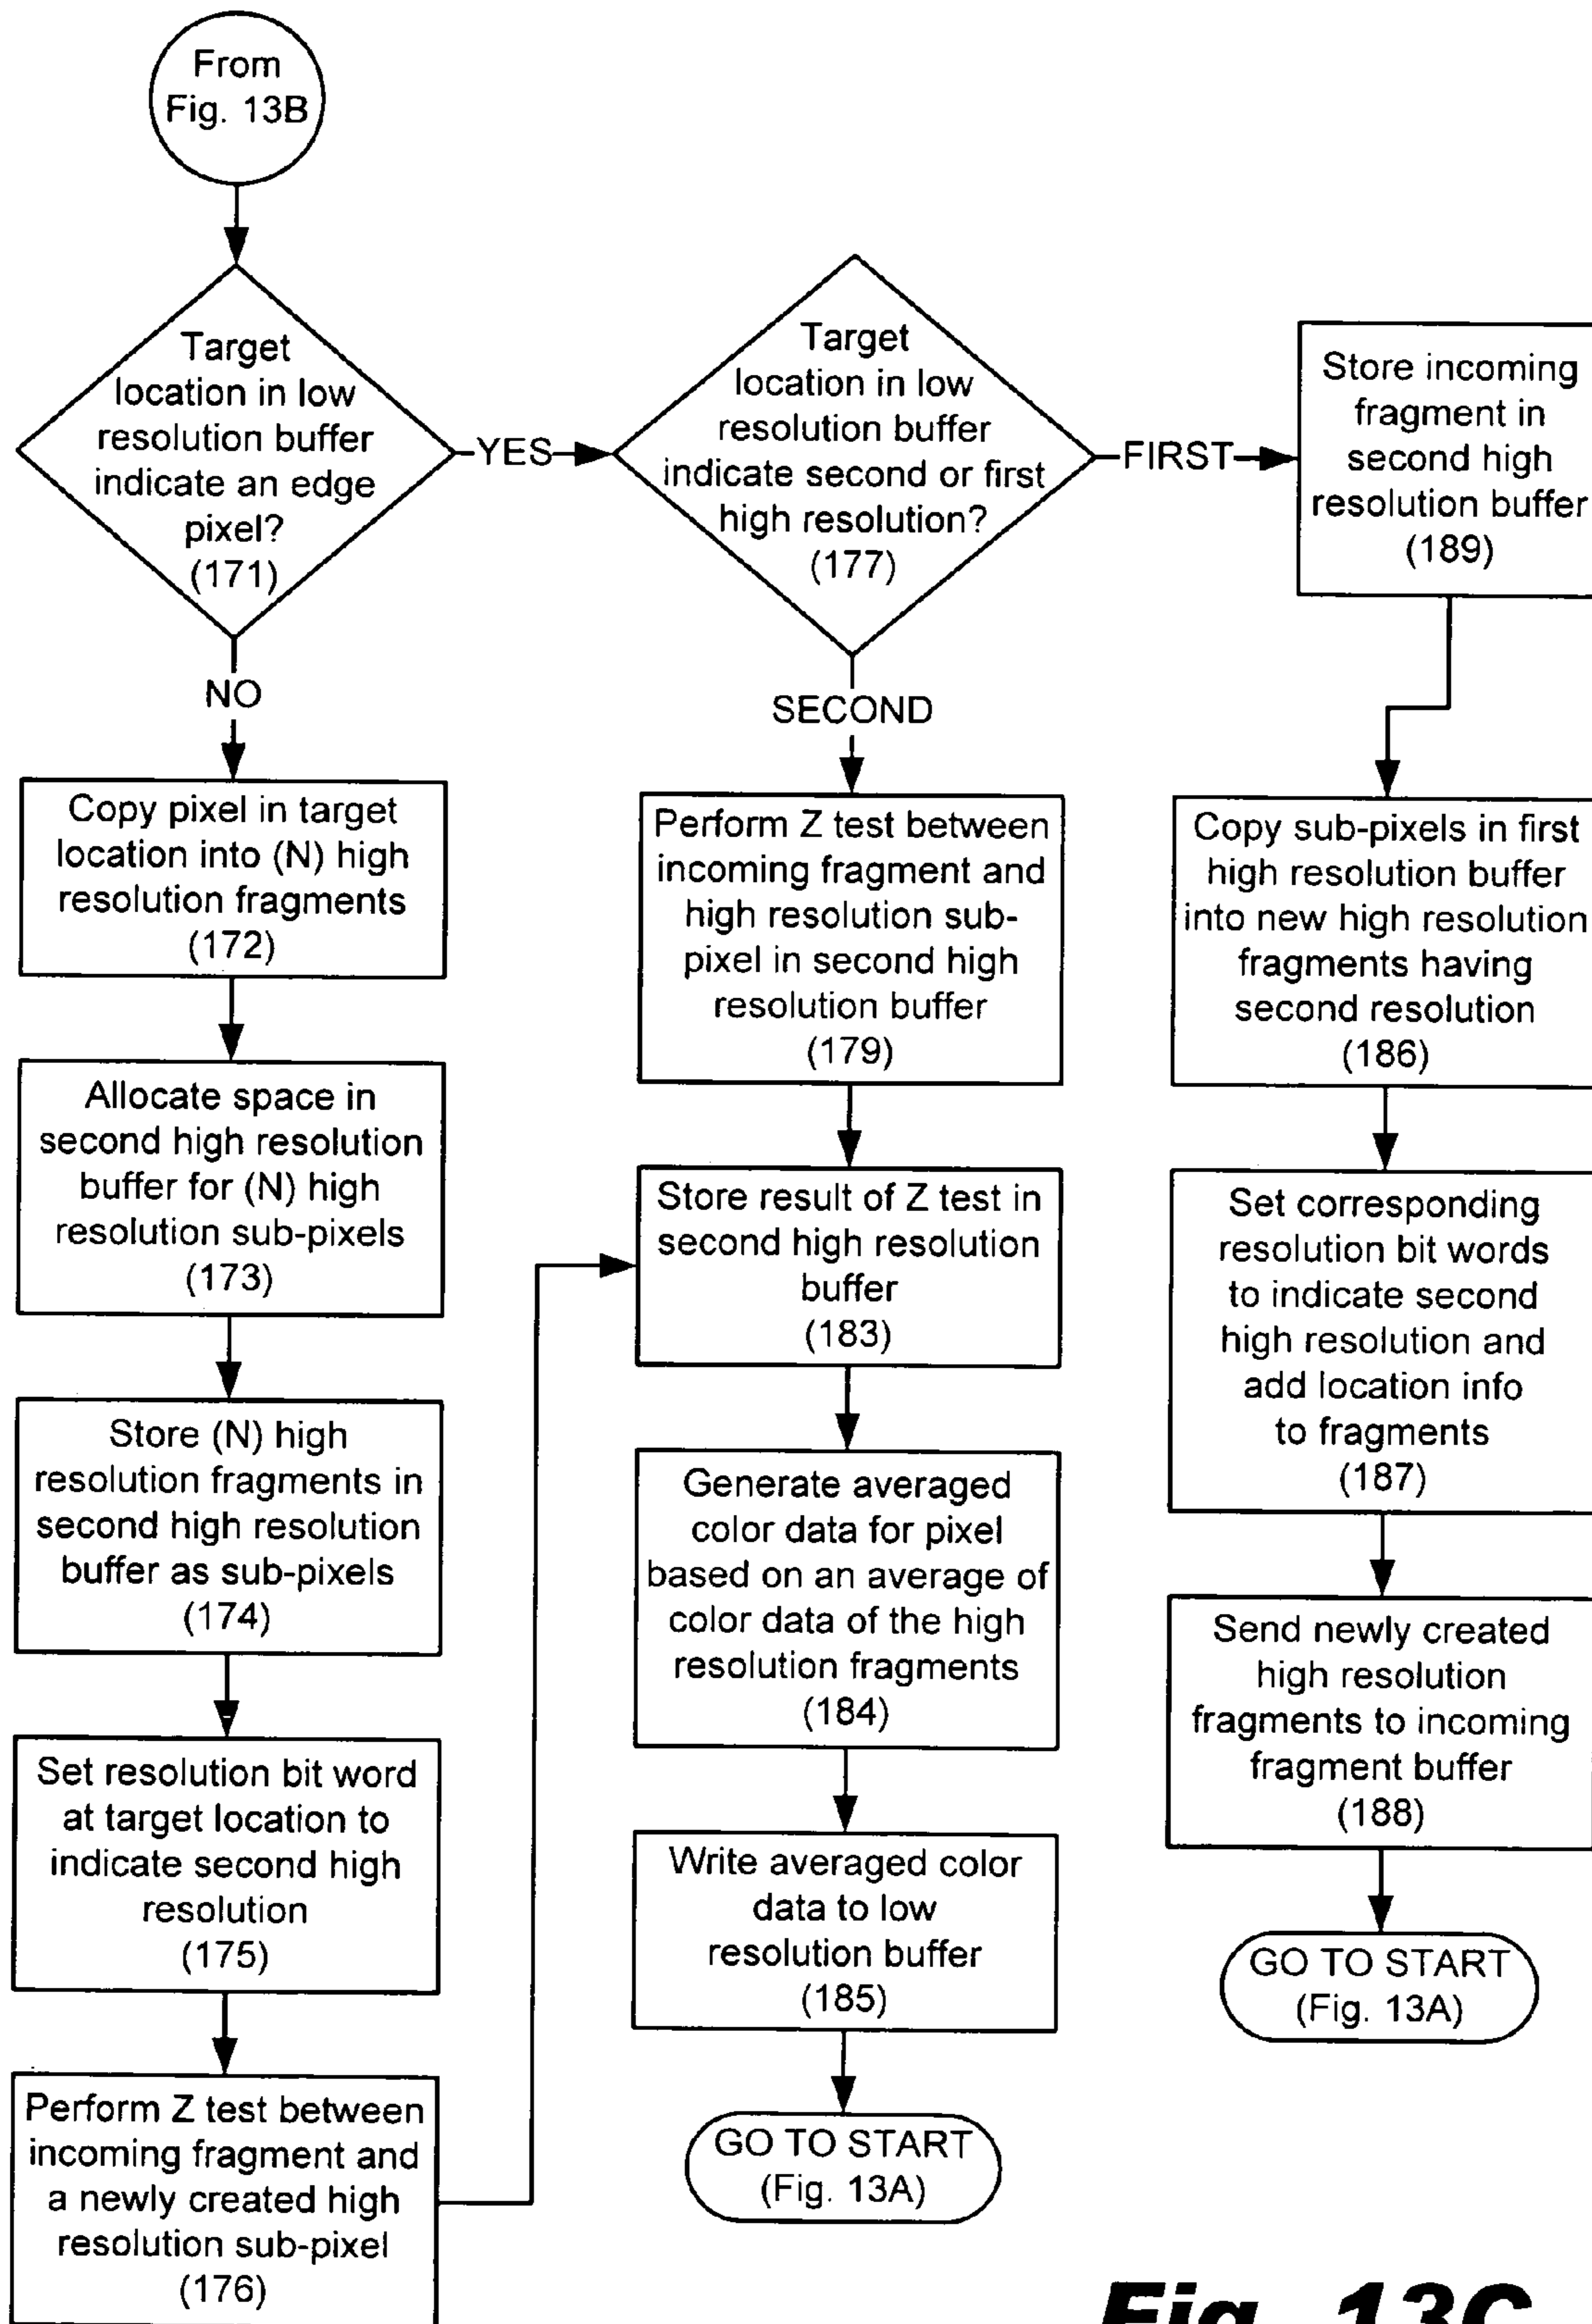 From
Fig. 13B
Target
location in low
resolution buffer
indicate an edge
pixel?
(171)
YES
NO
Target
location in low
resolution buffer
indicate second or first
high resolution?
(177)
FIRST
SECOND
Store incoming
fragment in
second high
resolution buffer
(189)
Copy pixel in target
location into (N) high
resolution fragments
(172)
Allocate space in
second high resolution
buffer for (N) high
resolution sub-pixels
(173)
Store (N) high
resolution fragments in
second high resolution
buffer as sub-pixels
(174)
Set resolution bit word
at target location to
indicate second high
resolution
(175)
Perform Z test between
incoming fragment and
a newly created high
resolution sub-pixel
(176)
Perform Z test between
incoming fragment and
high resolution sub-
pixel in second high
resolution buffer
(179)
Store result of Z test in
second high resolution
buffer
(183)
Generate averaged
color data for pixel
based on an average of
color data of the high
resolution fragments
(184)
Write averaged color
data to low
resolution buffer
(185)
GO TO START
(Fig. 13A)
Copy sub-pixels in first
high resolution buffer
into new high resolution
fragments having
second resolution
(186)
Set corresponding
resolution bit words
to indicate second
high resolution and
add location info
to fragments
(187)
Send newly created
high resolution
fragments to incoming
fragment buffer
(188)
GO TO START
(Fig. 13A)
Fig. 13C